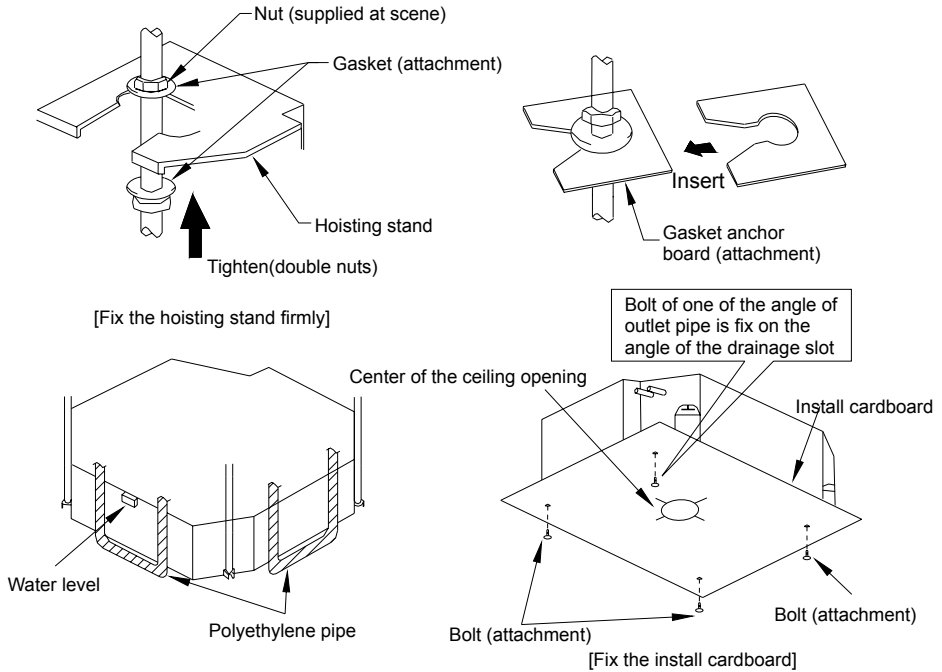 Nut (supplied at scene)
Gasket (attachment)
Hoisting stand
Tighten(double nuts)
[Fix the hoisting stand firmly]
Insert
Gasket anchor
board (attachment)
Bolt of one of the angle of
outlet pipe is fix on the
angle of the drainage slot
Center of the ceiling opening
Install cardboard
Water level
Polyethylene pipe
Bolt (attachment)
Bolt (attachment)
[Fix the install cardboard]